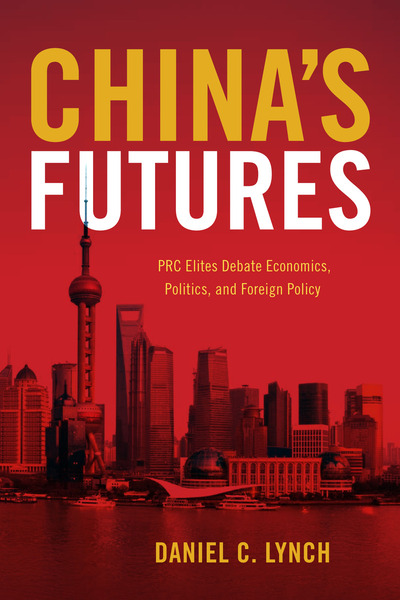 CHINA'S
FUTURES
PRC Elites Debate Economics,
Politics, and Foreign Policy
DANIEL C. LYNCH